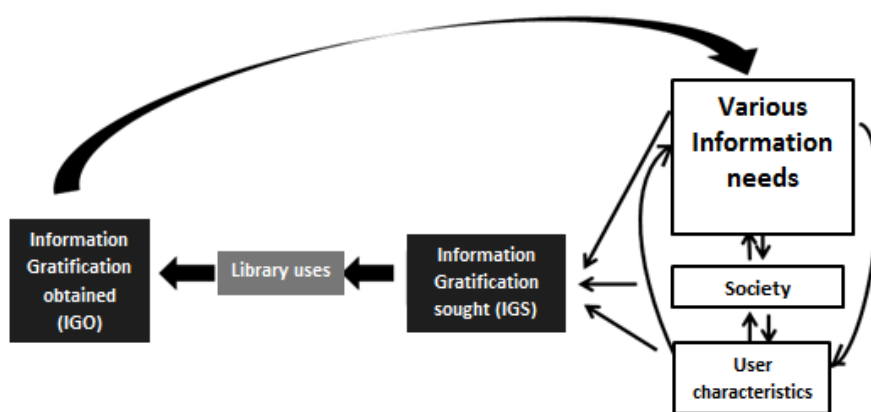 Various
Information
needs
Information
Gratification
obtained
(IGO)
Library uses
Information
Gratification
sought (IGS)
Society
User
characteristics